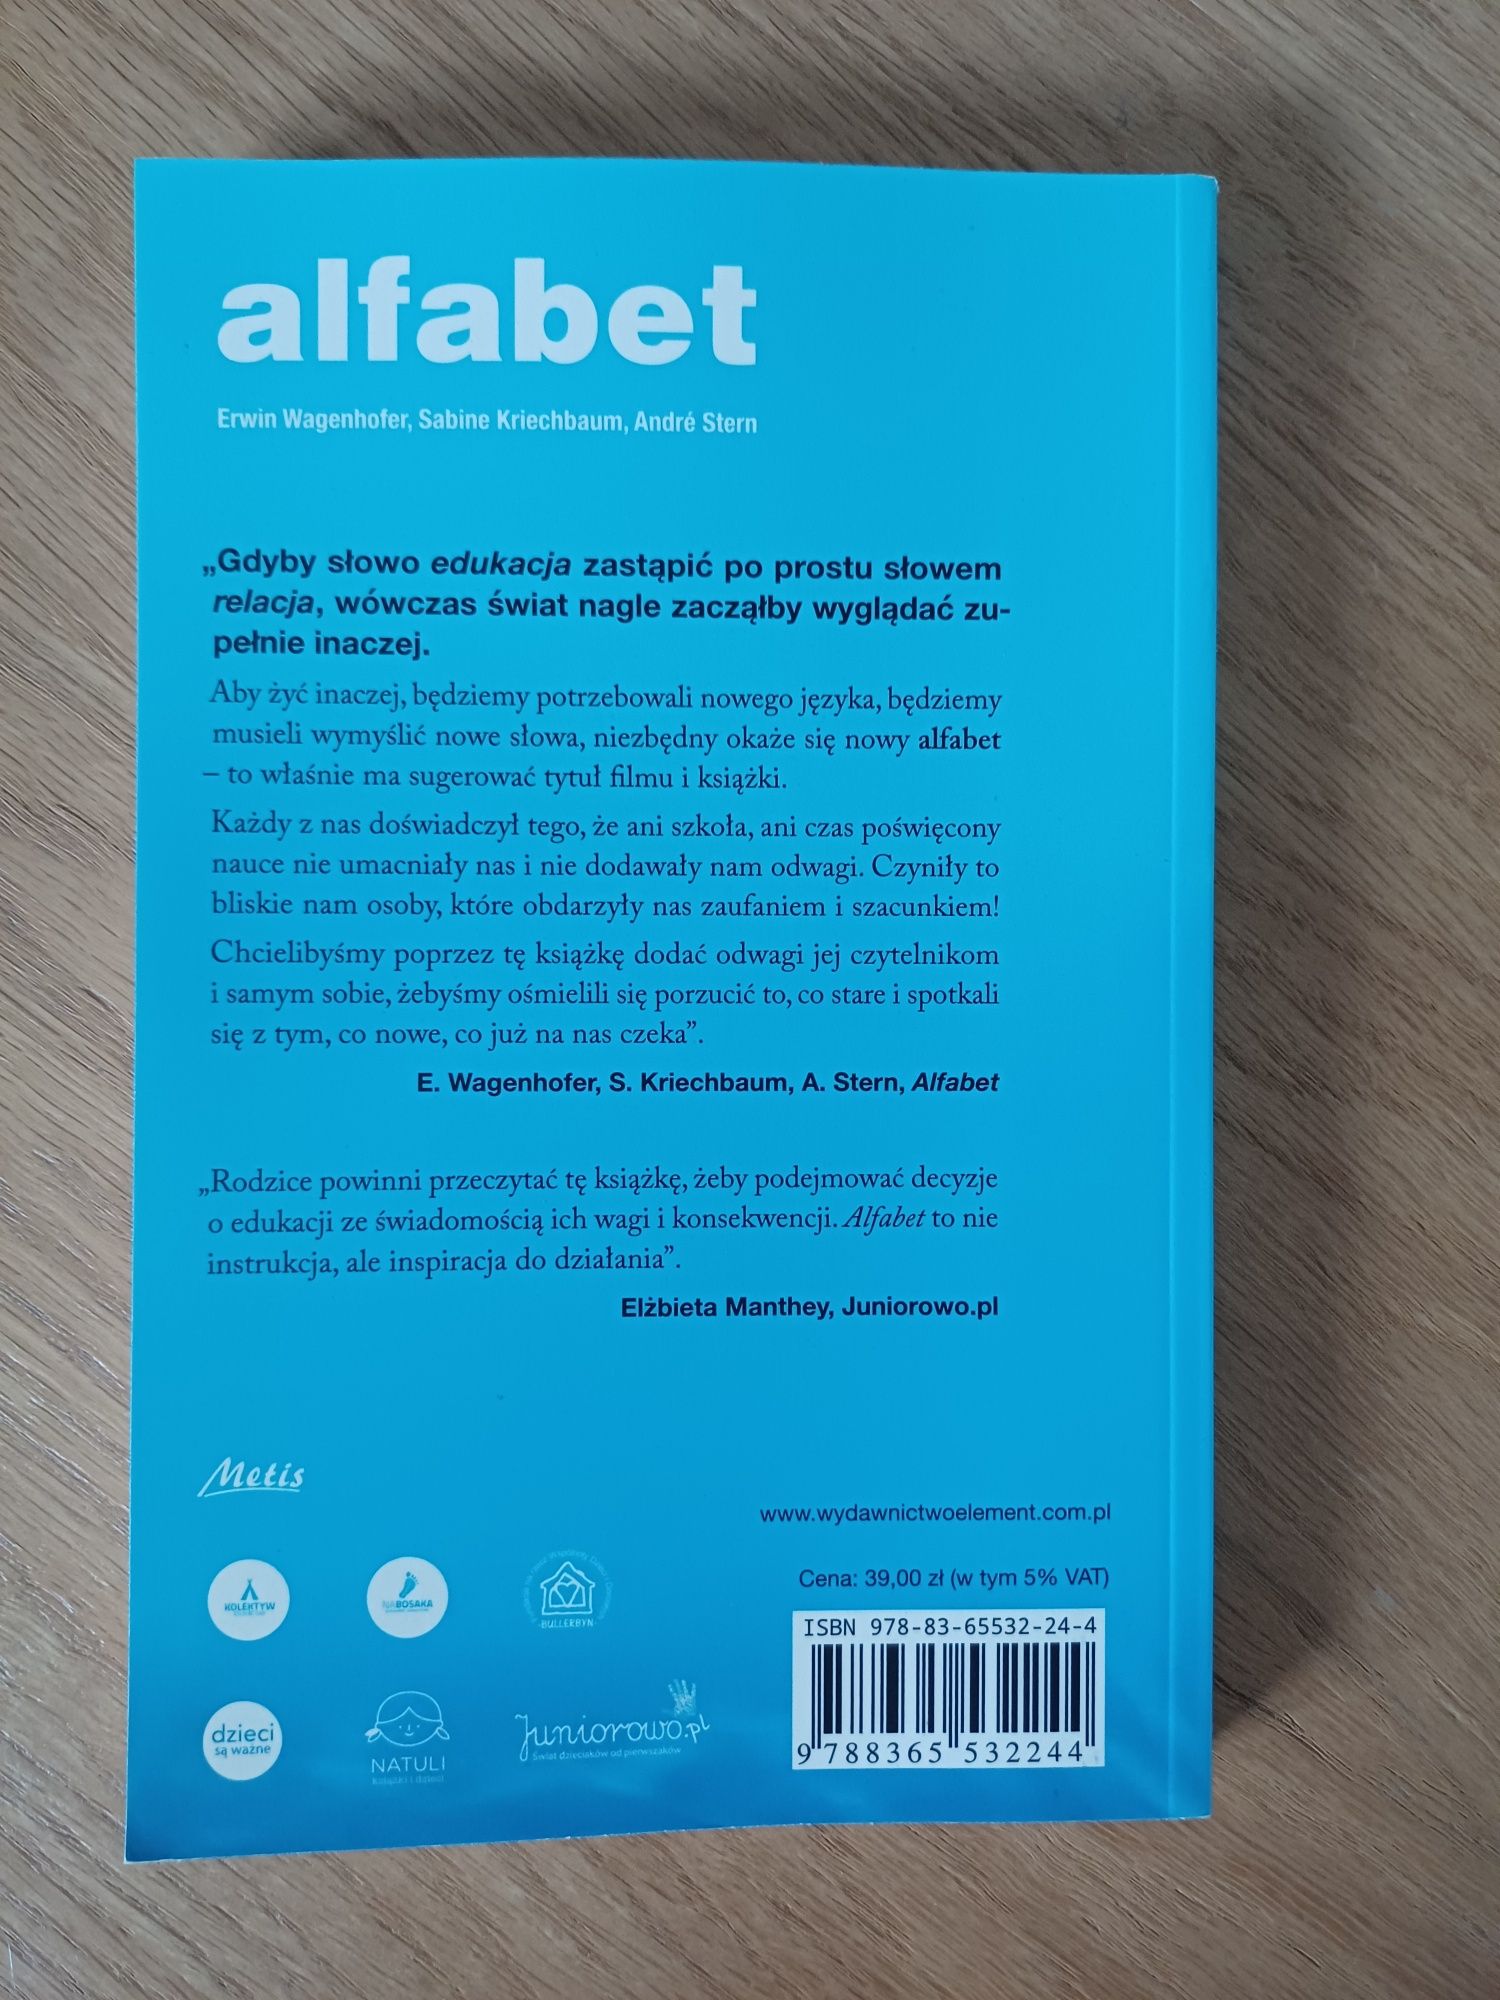 alfabet
Erwin Wagenhofer, Sabine Kriechbaum, André Stern
„Gdyby słowo edukacja zastąpić po prostu słowem
relacja, wówczas świat nagle zacząłby wyglądać zu-
pełnie inaczej.
Aby żyć inaczej, będziemy potrzebowali nowego języka, będziemy
musieli wymyślić nowe słowa, niezbędny okaże się nowy alfabet
– to właśnie ma sugerować tytuł filmu i książki.
Każdy z nas doświadczył tego, że ani szkoła, ani czas poświęcony
nauce nie umacniały nas i nie dodawały nam odwagi. Czyniły to
bliskie nam osoby, które obdarzyły nas zaufaniem i szacunkiem!
Chcielibyśmy poprzez tę książkę dodać odwagi jej czytelnikom
i samym sobie, żebyśmy ośmielili się porzucić to, co stare i spotkali
się z tym, co nowe, co już na nas czeka”.
E. Wagenhofer, S. Kriechbaum, A. Stern, Alfabet
„Rodzice powinni przeczytać tę książkę, żeby podejmować decyzje
o edukacji ze świadomością ich wagi i konsekwencji. Alfabet to nie
instrukcja, ale inspiracja do działania”.
Elżbieta Manthey, Juniorowo.pl
Metis
www.wydawnictwoelement.com.pl
Cena: 39,00 zł (w tym 5% VAT)
KOLEKTYW
NABOSAKA
BULLERBYN
ISBN 978-83-65532-24-4
9 788365 532244
dzieci
są ważne
NATULI
książki i dzieci
Juniorowo.pl
Świat dzieciaków od pierwszaków